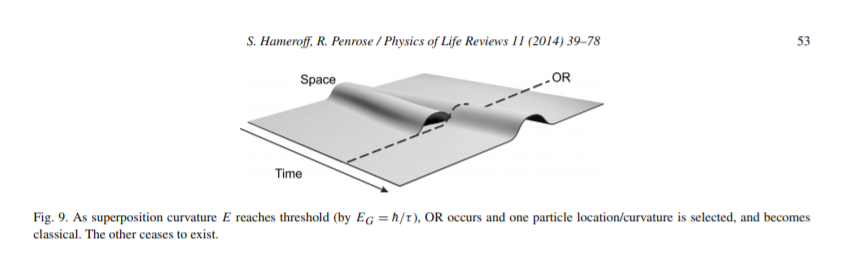 S. Hameroff, R. Penrose / Physics of Life Reviews 11 (2014) 39–78 53
Space
OR
Time
Fig. 9. As superposition curvature E reaches threshold (by E_G = ℏ/τ), OR occurs and one particle location/curvature is selected, and becomes
classical. The other ceases to exist.